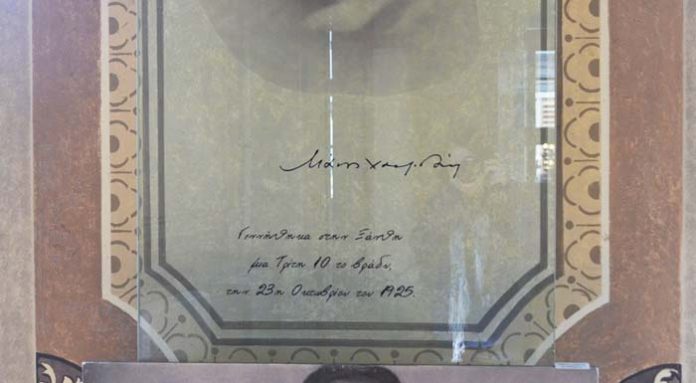 Μάνος Χατζιδάκις
Γεννήθηκα στην Ξάνθη
μια Τρίτη 10 το βράδυ,
την 23η Οκτωβρίου του 1925.